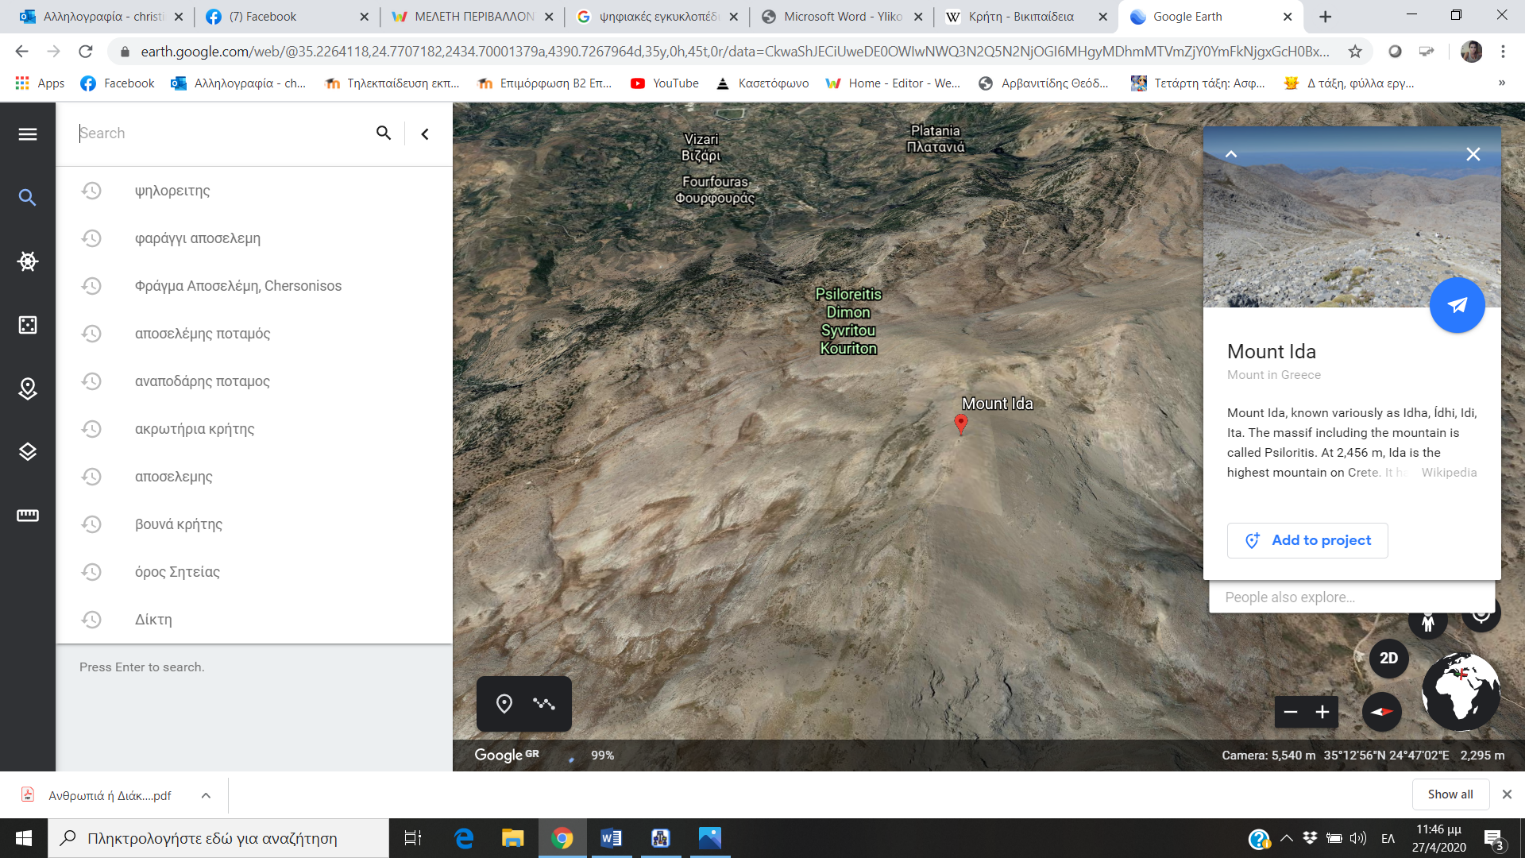 Αλληλογραφία - christi
(7) Facebook
ΜΕΛΕΤΗ ΠΕΡΙΒΑΛΛΟΝ
ψηφιακές εγκυκλοπέδ
Microsoft Word - Yliko
Κρήτη - Βικιπαίδεια
Google Earth
earth.google.com/web/@35.2264118,24.7707182,2434.70001379a,4390.7267964d,35y,0h,45t,0r/data=
Apps
Facebook
Αλληλογραφία - ch...
Τηλεκπαίδευση εκπ...
Επιμόρφωση Β2 Επ...
YouTube
Κασετόφωνο
Home - Editor - We...
Αρβανιτίδης Θεόδ...
Τετάρτη τάξη: Ασφ...
Δ τάξη, φύλλα εργ...
»
Search
ψηλορειτης
φαράγγι αποσελεμη
Φράγμα Αποσελέμη, Chersonisos
αποσελέμης ποταμός
αναποδάρης ποταμος
ακρωτήρια κρήτης
αποσελεμης
βουνά κρήτης
όρος Σητείας
Δίκτη
Press Enter to search.
Vizari
Βιζάρι
Platania
Πλατανιά
Fourfouras
Φουρφουράς
Psiloreitis
Dimon
Syvritou
Kouriton
Mount Ida
Mount Ida
Mount in Greece
Mount Ida, known variously as Idha, Ídhi, Idi,
Ita. The massif including the mountain is
called Psiloritis. At 2,456 m, Ida is the
highest mountain on Crete. It Wikipedia
Add to project
People also explore...
2D
Google GR
99%
Camera: 5,540 m 35°12'56"N 24°47'02"E 2,295 m
Ανθρωπιά ή Διάκ....pdf
Show all
Πληκτρολογήστε εδώ για αναζήτηση
ΕΛ
11:46 μμ
27/4/2020
3